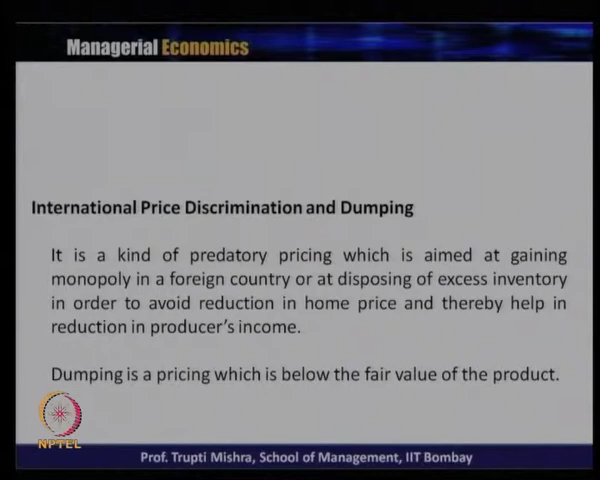 Managerial Economics
International Price Discrimination and Dumping
It is a kind of predatory pricing which is aimed at gaining
monopoly in a foreign country or at disposing of excess inventory
in order to avoid reduction in home price and thereby help in
reduction in producer's income.
Dumping is a pricing which is below the fair value of the product.
NPTEL
Prof. Trupti Mishra, School of Management, IIT Bombay